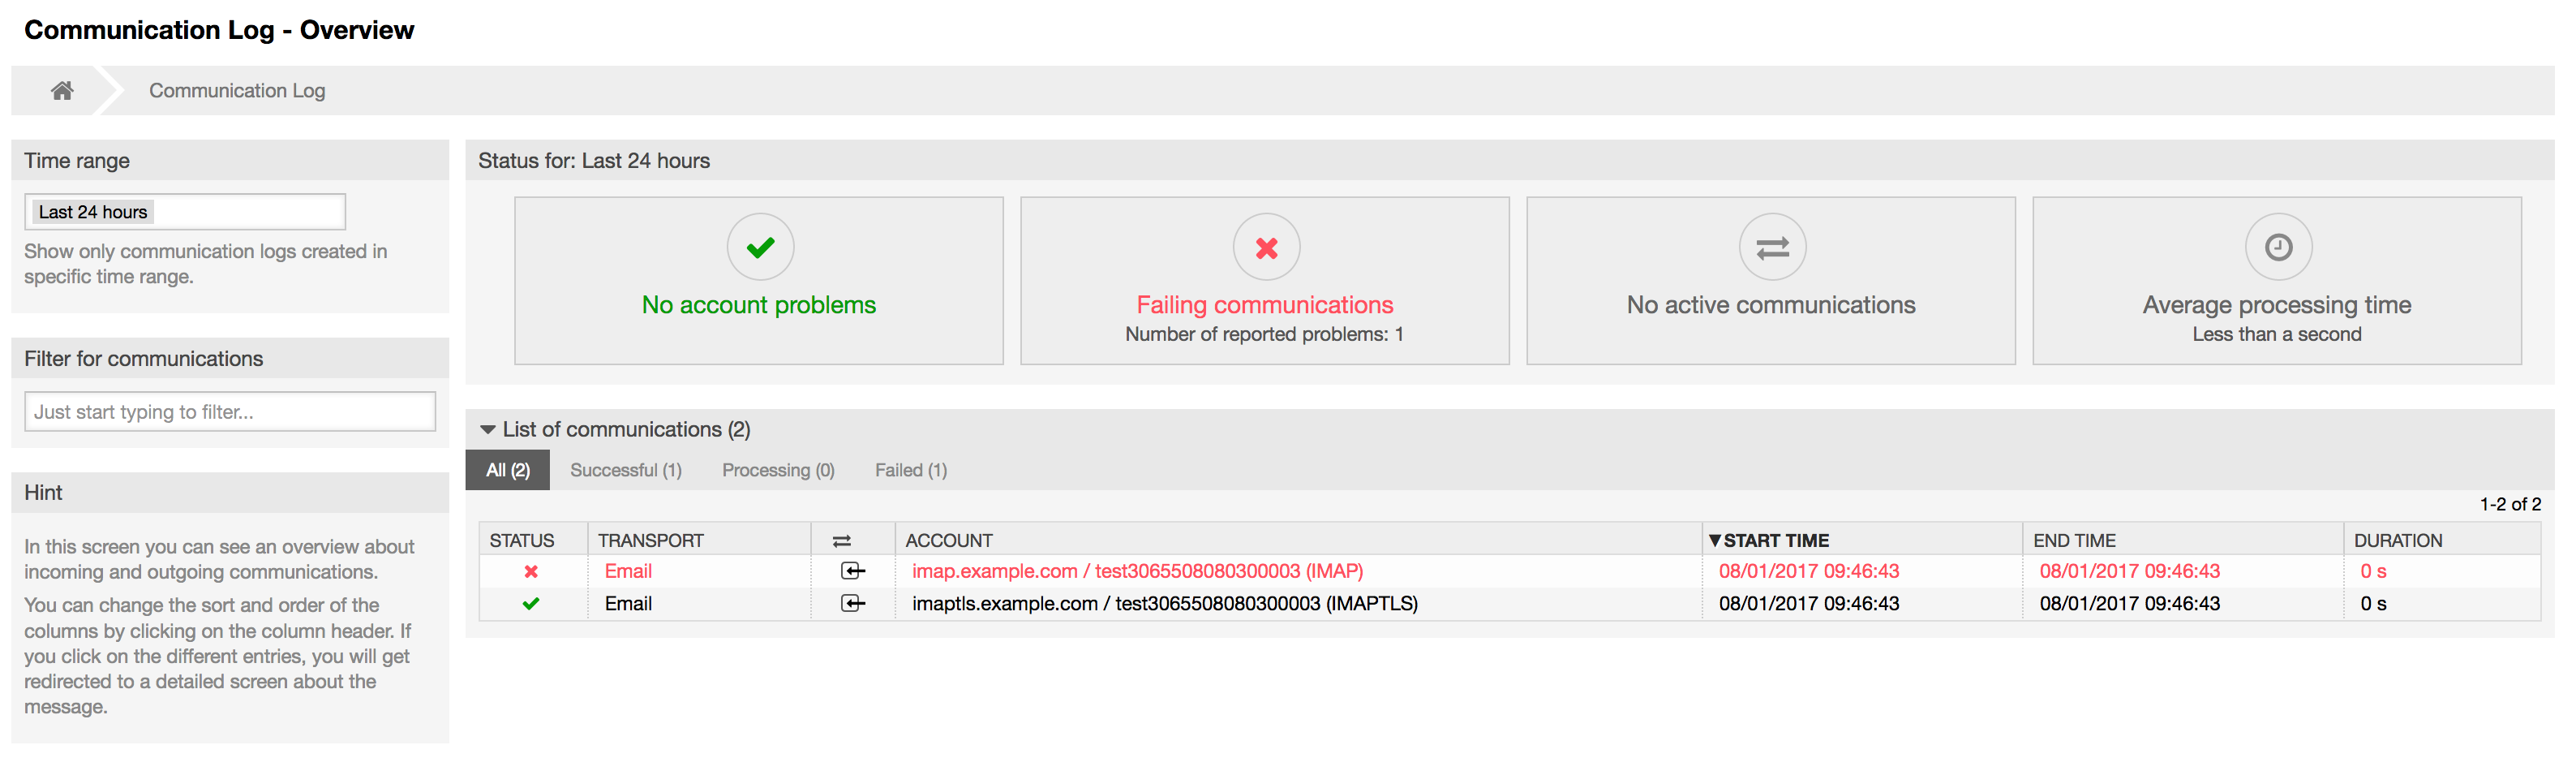 Communication Log - Overview
Communication Log
Time range
Last 24 hours
Show only communication logs created in
specific time range.
Filter for communications
Just start typing to filter...
Hint
In this screen you can see an overview about
incoming and outgoing communications.
You can change the sort and order of the
columns by clicking on the column header. If
you click on the different entries, you will get
redirected to a detailed screen about the
message.
Status for: Last 24 hours
No account problems
Failing communications
Number of reported problems: 1
No active communications
Average processing time
Less than a second
List of communications (2)
All (2) Successful (1) Processing (0) Failed (1)
1-2 of 2
STATUS TRANSPORT ACCOUNT START TIME END TIME DURATION
Email imap.example.com / test3065508080300003 (IMAP) 08/01/2017 09:46:43 08/01/2017 09:46:43 0 s
Email imaptls.example.com / test3065508080300003 (IMAPTLS) 08/01/2017 09:46:43 08/01/2017 09:46:43 0 s